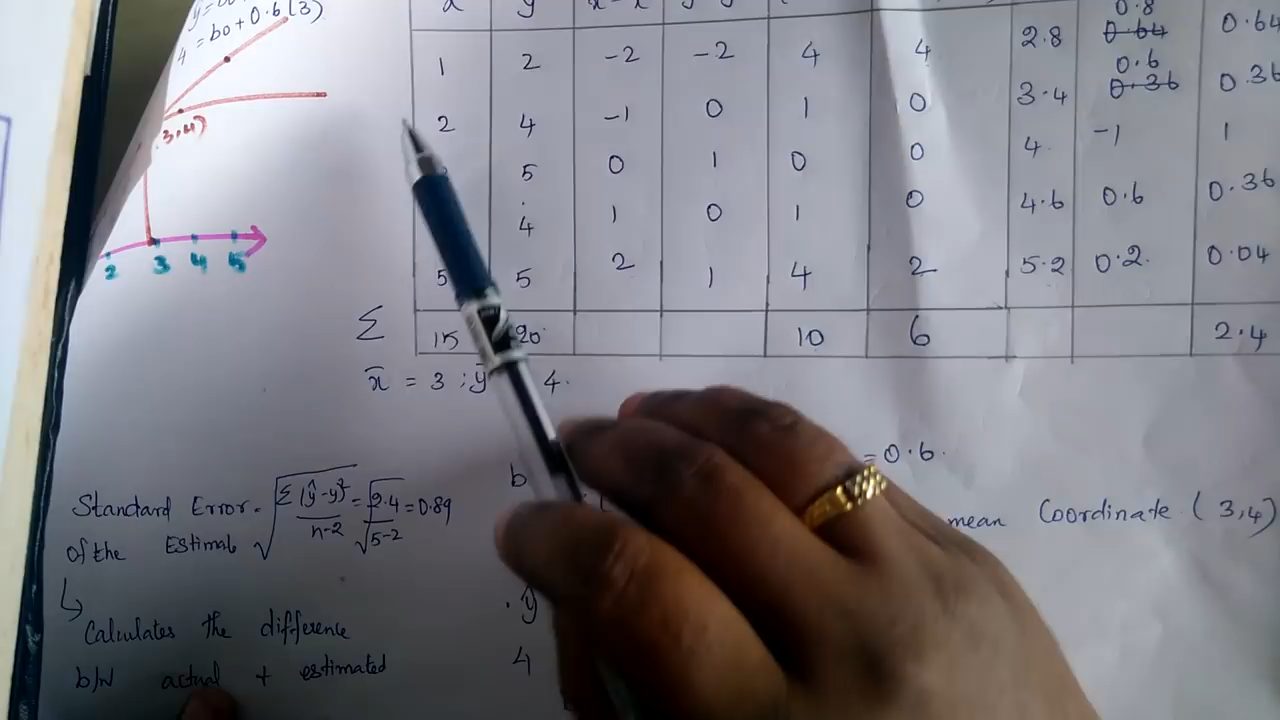 4 = b0 + 0.6(3)
0.8
1 2 -2 -2 4 4 2.8 0.64 0.64
0.6
2 4 -1 0 1 0 3.4 0.36 0.36
5 0 1 0 0 4 -1 1
4 1 0 1 0 4.6 0.6 0.36
5 5 2 1 4 2 5.2 0.2 0.04
Σ 15 20 10 6 2.4
3,4)
2 3 4 5
x̄ = 3 ; ȳ 4.
b = 0.6.
mean Coordinate (3,4)
Standard Error = √Σ(ŷ-y)²/n-2 = √2.4/√5-2 = 0.89
of the Estimate
↳ Calculates the difference
b/w actual + estimated
ŷ
4